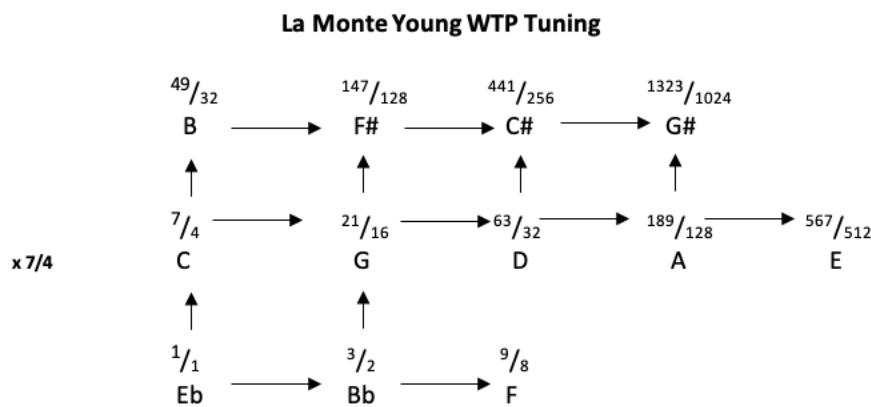 La Monte Young WTP Tuning
49/32 147/128 441/256 1323/1024
B F# C# G#
7/4 21/16 63/32 189/128 567/512
x 7/4 C G D A E
1/1 3/2 9/8
Eb Bb F